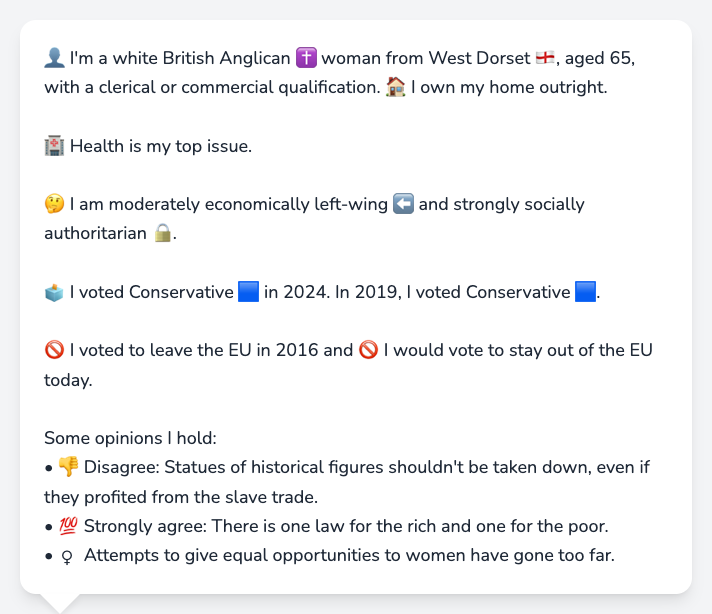 👤 I'm a white British Anglican ✝️ woman from West Dorset 🏴󠁧󠁢󠁥󠁮󠁧󠁿, aged 65,
with a clerical or commercial qualification. 🏠 I own my home outright.
🏥 Health is my top issue.
🤔 I am moderately economically left-wing ⬅️ and strongly socially
authoritarian 🔒.
🗳️ I voted Conservative 🟦 in 2024. In 2019, I voted Conservative 🟦.
🚫 I voted to leave the EU in 2016 and 🚫 I would vote to stay out of the EU
today.
Some opinions I hold:
• 👎 Disagree: Statues of historical figures shouldn't be taken down, even if
they profited from the slave trade.
• 💯 Strongly agree: There is one law for the rich and one for the poor.
• ♀ Attempts to give equal opportunities to women have gone too far.